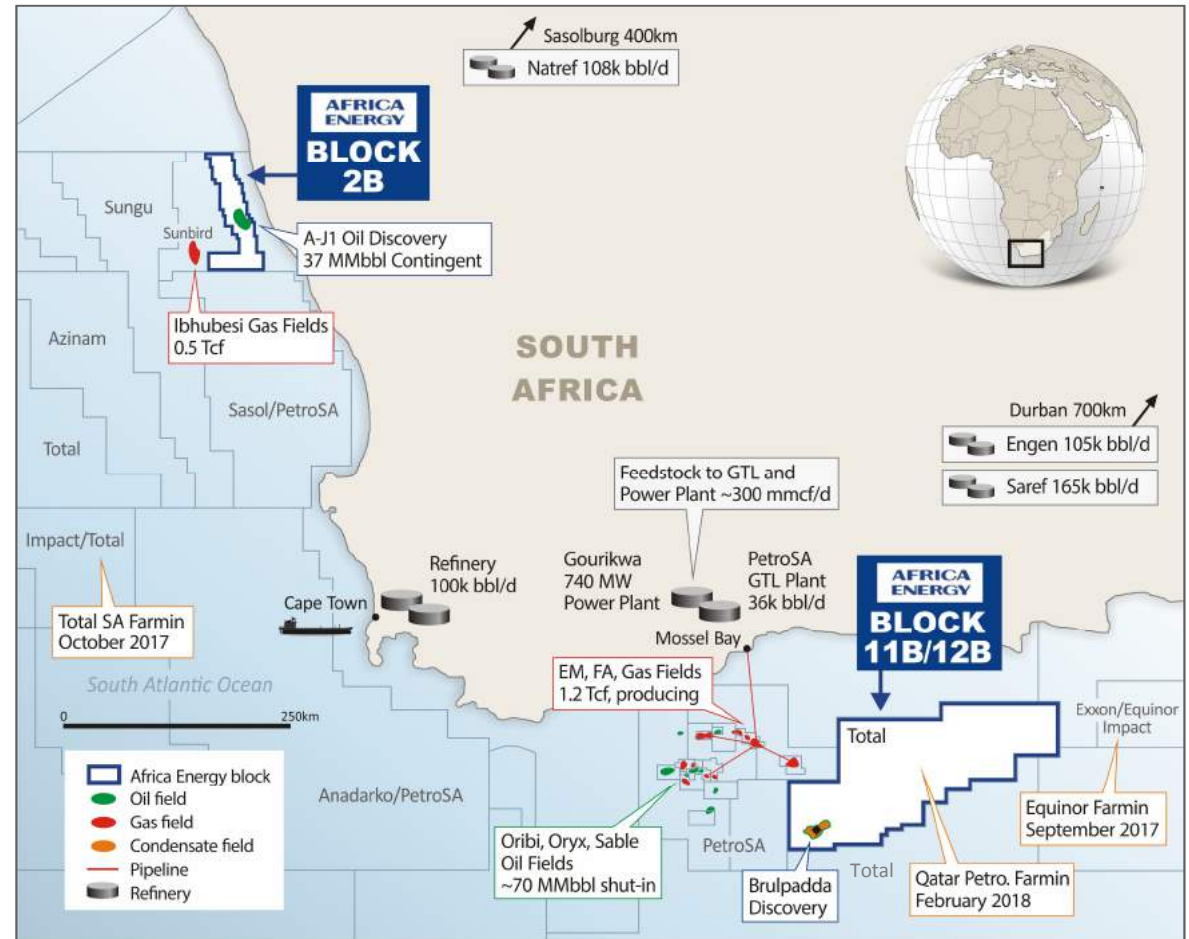 Sasolburg 400km
Natref 108k bbl/d
AFRICA
ENERGY
BLOCK
2B
Sungu
Sunbird
A-J1 Oil Discovery
37 MMbbl Contingent
Ibhubesi Gas Fields
0.5 Tcf
Azinam
Sasol/PetroSA
Total
SOUTH
AFRICA
Durban 700km
Engen 105k bbl/d
Saref 165k bbl/d
Feedstock to GTL and
Power Plant ~300 mmcf/d
Impact/Total
Total SA Farmin
October 2017
Refinery
100k bbl/d
Cape Town
Gourikwa
740 MW
Power Plant
PetroSA
GTL Plant
36k bbl/d
Mossel Bay
AFRICA
ENERGY
BLOCK
11B/12B
South Atlantic Ocean
0
250km
EM, FA, Gas Fields
1.2 Tcf, producing
Total
Exxon/Equinor
Impact
Africa Energy block
Oil field
Gas field
Condensate field
Pipeline
Refinery
Anadarko/PetroSA
Oribi, Oryx, Sable
Oil Fields
~70 MMbbl shut-in
PetroSA
Brulpadda
Discovery
Total
Equinor Farmin
September 2017
Qatar Petro. Farmin
February 2018